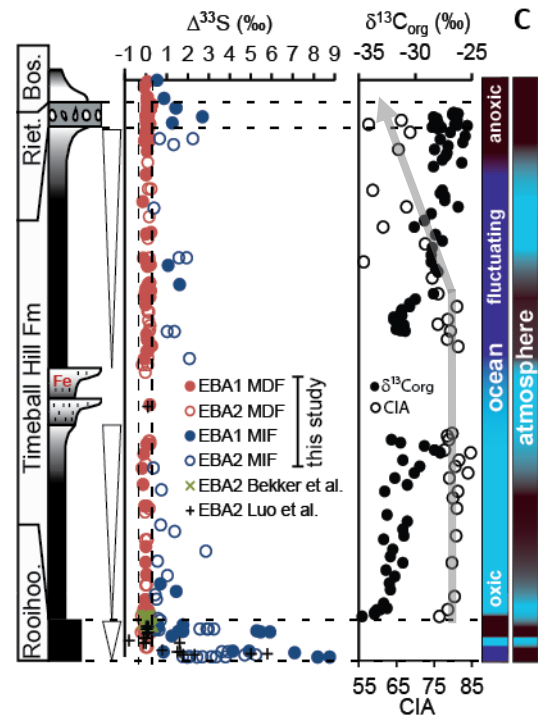 Δ³³S (‰)
δ¹³Corg (‰)
C
-1 0 1 2 3 4 5 6 7 8 9
-35 -30 -25
Bos.
Riet.
Timeball Hill Fm
Rooihoo.
Fe
EBA1 MDF
EBA2 MDF
EBA1 MIF
EBA2 MIF
EBA2 Bekker et al.
EBA2 Luo et al.
this study
δ¹³Corg
CIA
anoxic
fluctuating
ocean
oxic
atmosphere
55 65 75 85
CIA